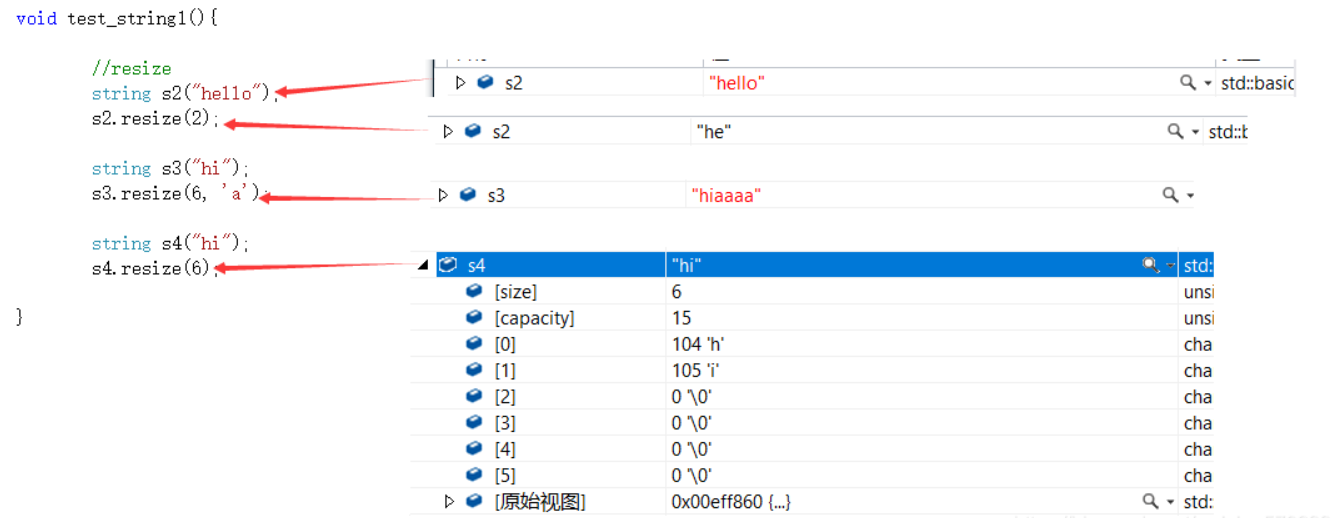 void test_string1(){
//resize
string s2("hello");
s2.resize(2);
string s3("hi");
s3.resize(6, 'a');
string s4("hi");
s4.resize(6);
}
s2 "hello" std::basic
s2 "he" std::b
s3 "hiaaaa"
s4 "hi" std:
[size] 6 unsi
[capacity] 15 unsi
[0] 104 'h' cha
[1] 105 'i' cha
[2] 0 '\0' cha
[3] 0 '\0' cha
[4] 0 '\0' cha
[5] 0 '\0' cha
[原始视图] 0x00eff860 {...} std: